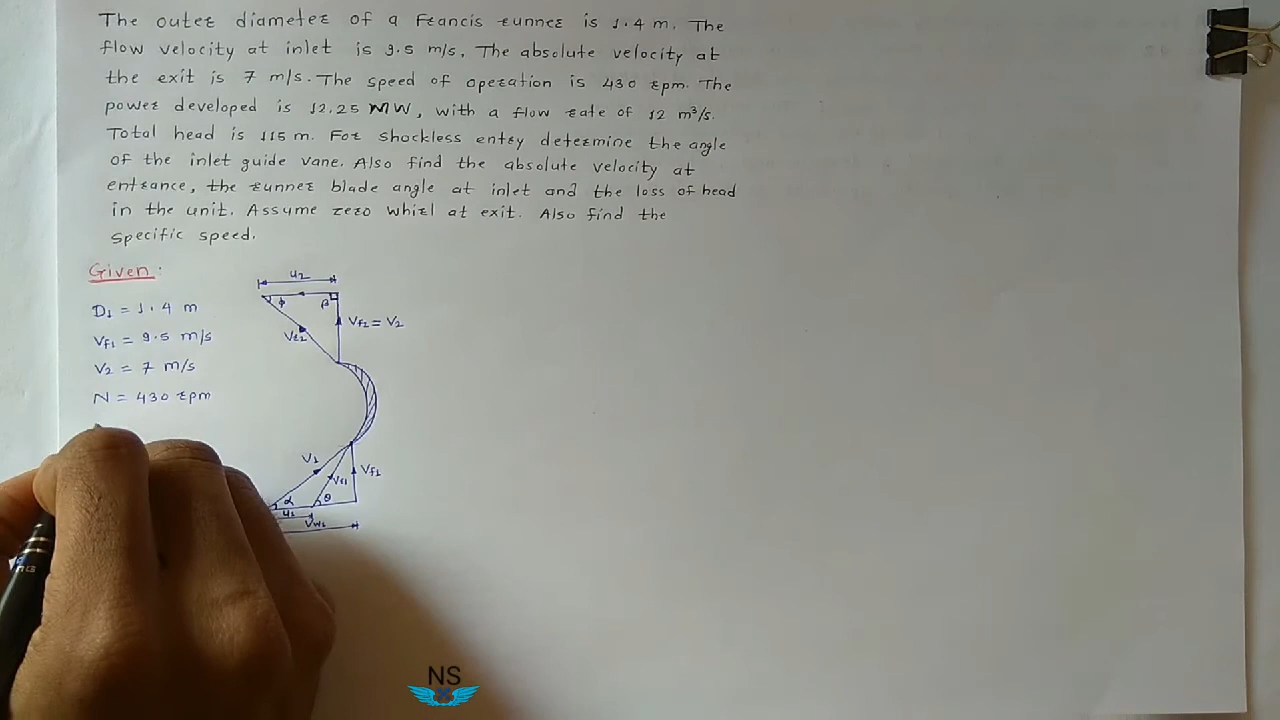 The outer diameter of a Francis runner is 1.4 m. The
flow velocity at inlet is 9.5 m/s. The absolute velocity at
the exit is 7 m/s. The speed of operation is 430 rpm. The
power developed is 12.25 MW, with a flow rate of 12 m³/s.
Total head is 115 m. For shockless entry determine the angle
of the inlet guide vane. Also find the absolute velocity at
entrance, the runner blade angle at inlet and the loss of head
in the unit. Assume zero whirl at exit. Also find the
specific speed.
Given:
D1 = 1.4 m
Vf1 = 9.5 m/s
V2 = 7 m/s
N = 430 rpm
u2
ϕ β
Vr2
Vf2 = V2
V1
Vr1
Vf1
α θ
u1
Vw1
NS